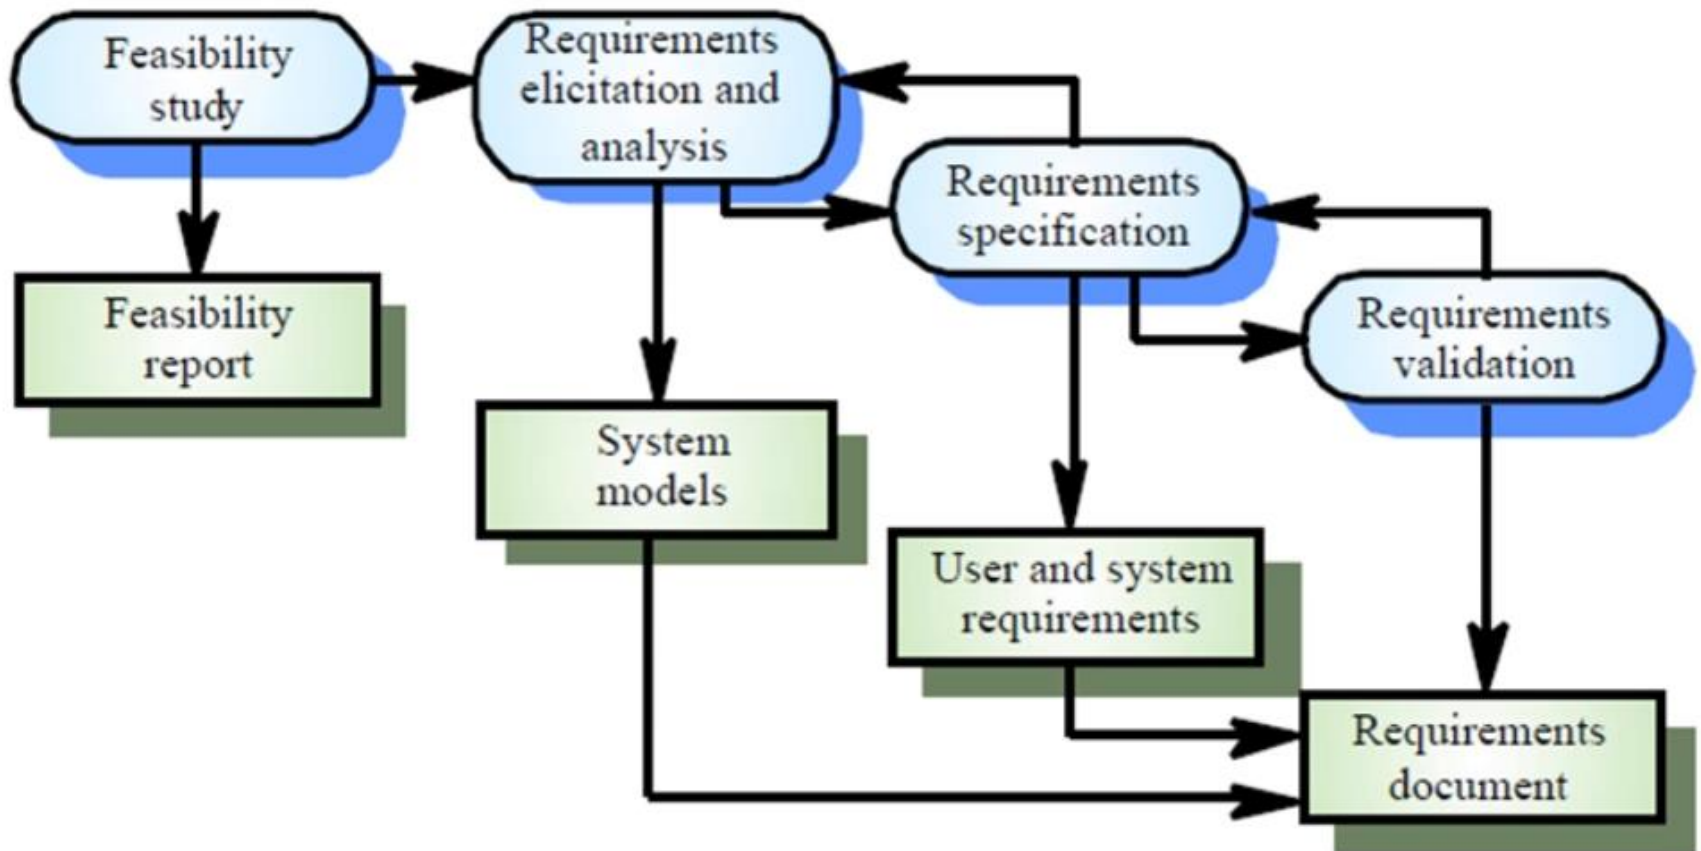 Feasibility
study
Requirements
elicitation and
analysis
Requirements
specification
Requirements
validation
Feasibility
report
System
models
User and system
requirements
Requirements
document